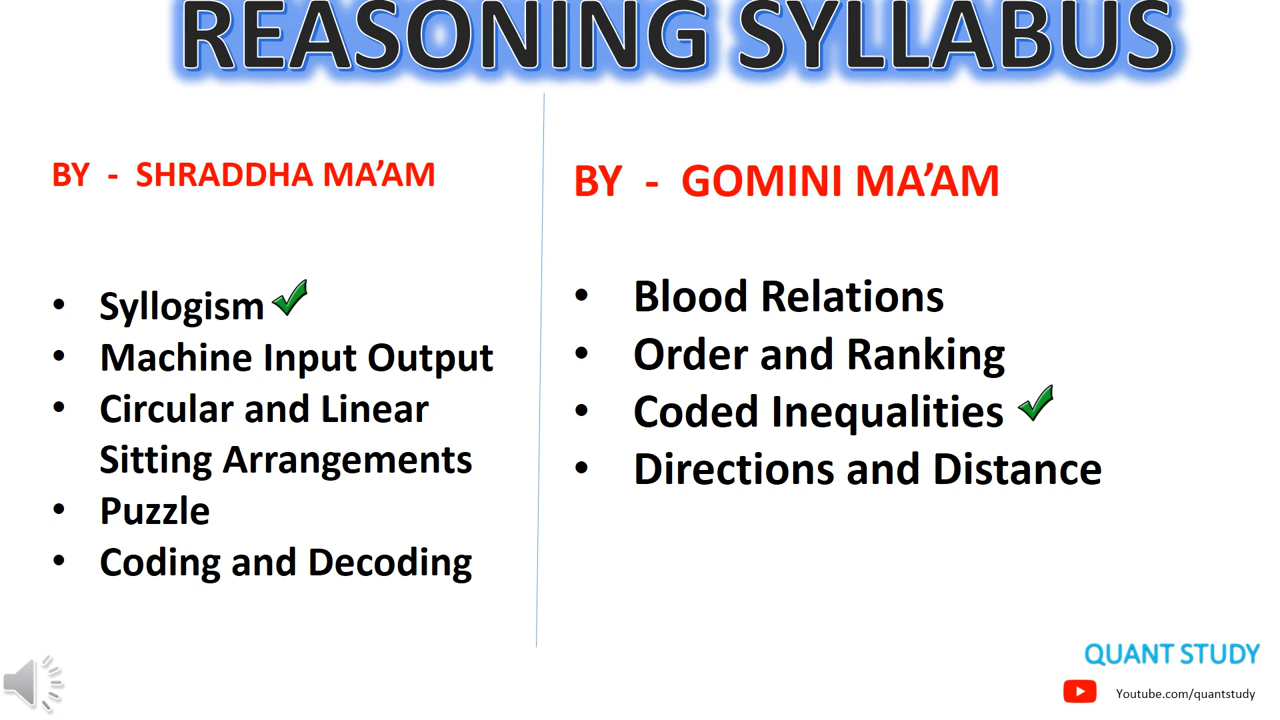 REASONING SYLLABUS
BY - SHRADDHA MA’AM
• Syllogism
• Machine Input Output
• Circular and Linear
Sitting Arrangements
• Puzzle
• Coding and Decoding
BY - GOMINI MA’AM
• Blood Relations
• Order and Ranking
• Coded Inequalities
• Directions and Distance
QUANT STUDY
Youtube.com/quantstudy